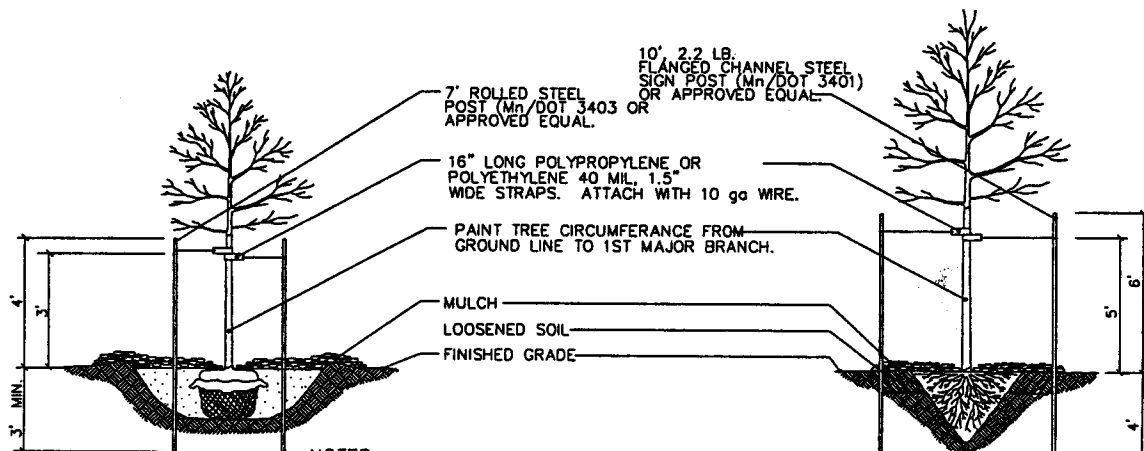 10', 2.2 LB.
FLANGED CHANNEL STEEL
SIGN POST (Mn/DOT 3401)
OR APPROVED EQUAL.
7' ROLLED STEEL
POST (Mn/DOT 3403 OR
APPROVED EQUAL.
16" LONG POLYPROPYLENE OR
POLYETHYLENE 40 MIL, 1.5"
WIDE STRAPS. ATTACH WITH 10 ga WIRE.
PAINT TREE CIRCUMFERANCE FROM
GROUND LINE TO 1ST MAJOR BRANCH.
MULCH
LOOSENED SOIL
FINISHED GRADE
4'
3'
3' MIN.
6'
5'
4'